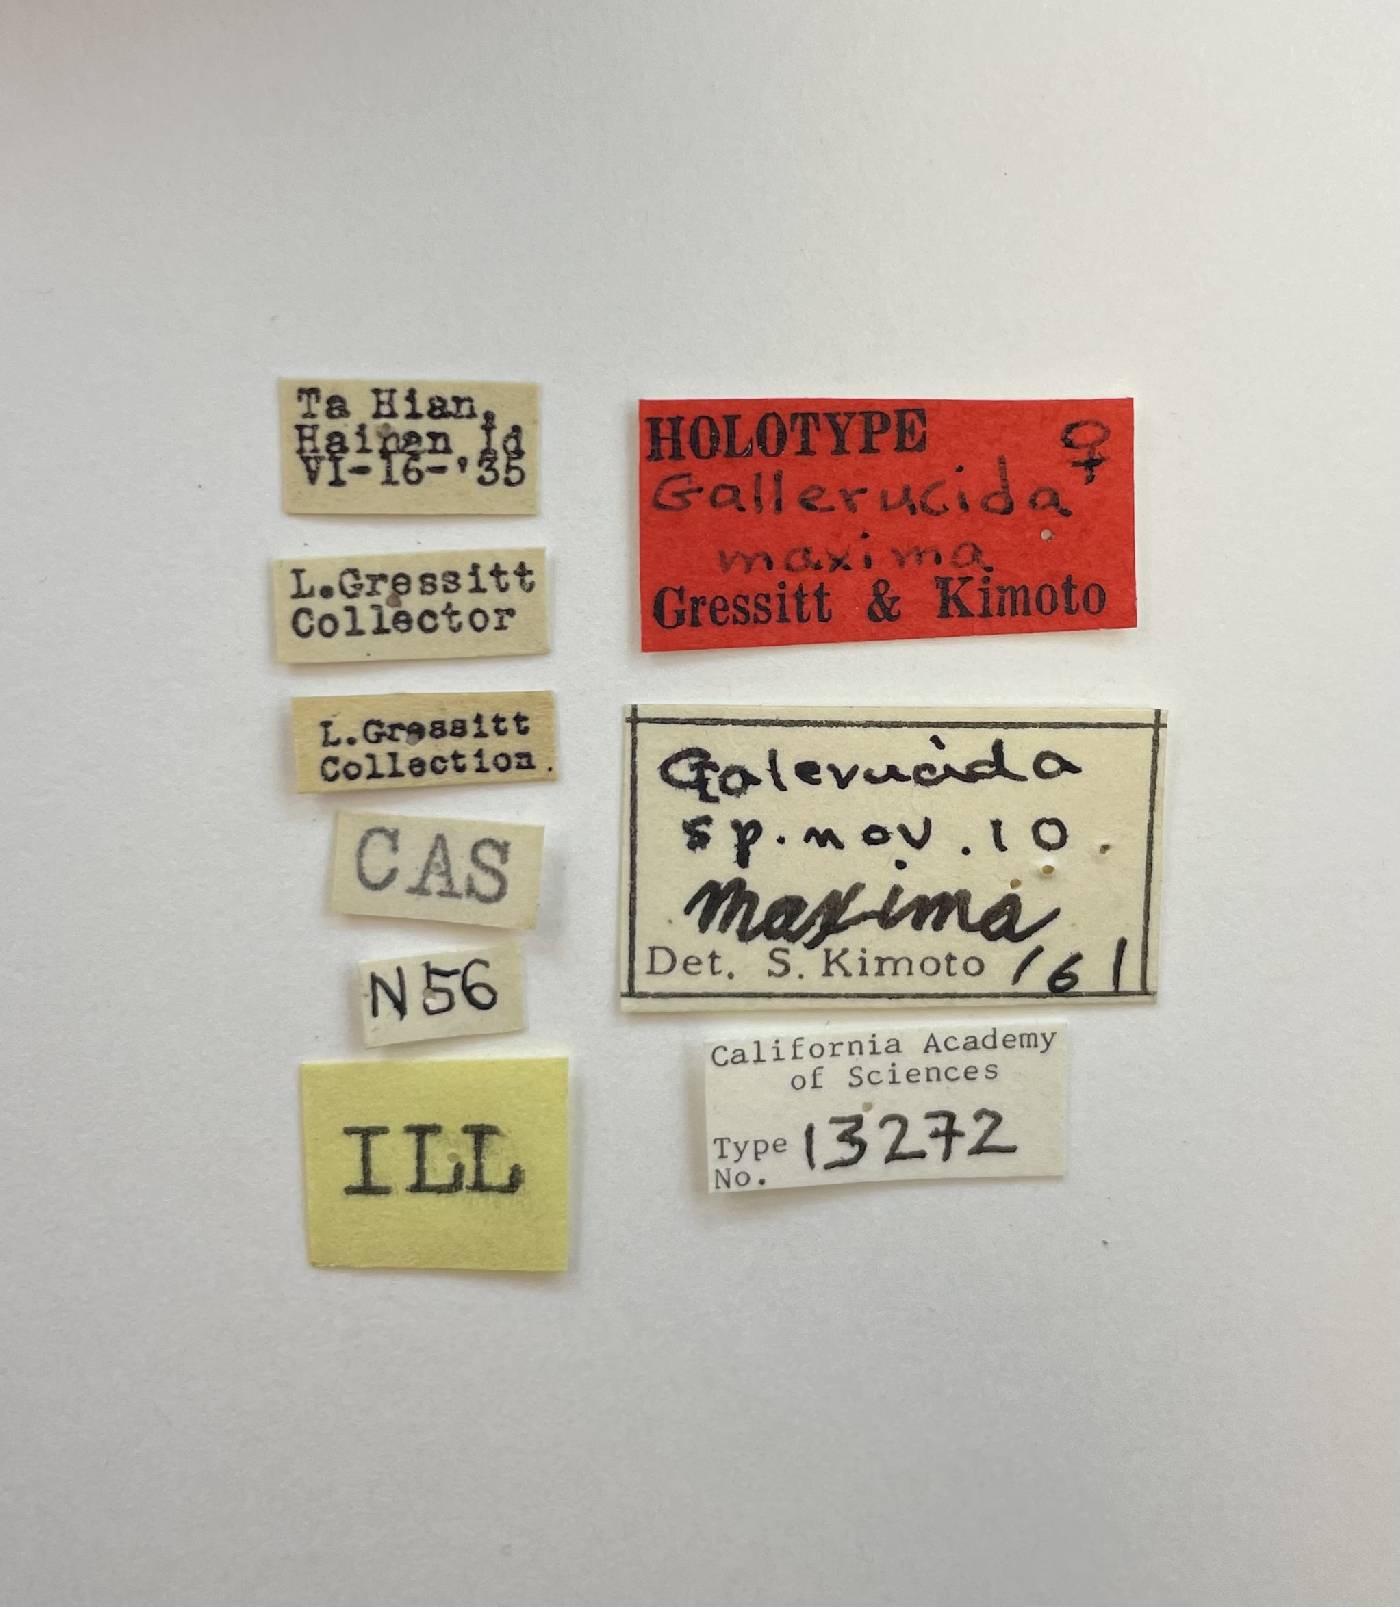 Ta Hian,
Hainan Id
VI-16-'35
L.Gressitt
Collector
L.Gressitt
Collection.
CAS
N56
ILL
HOLOTYPE ♀
Gallerucida
maxima
Gressitt & Kimoto
Galerucida
sp. nov. 10
maxima
Det. S. Kimoto 161
California Academy
of Sciences
Type
No. 13272